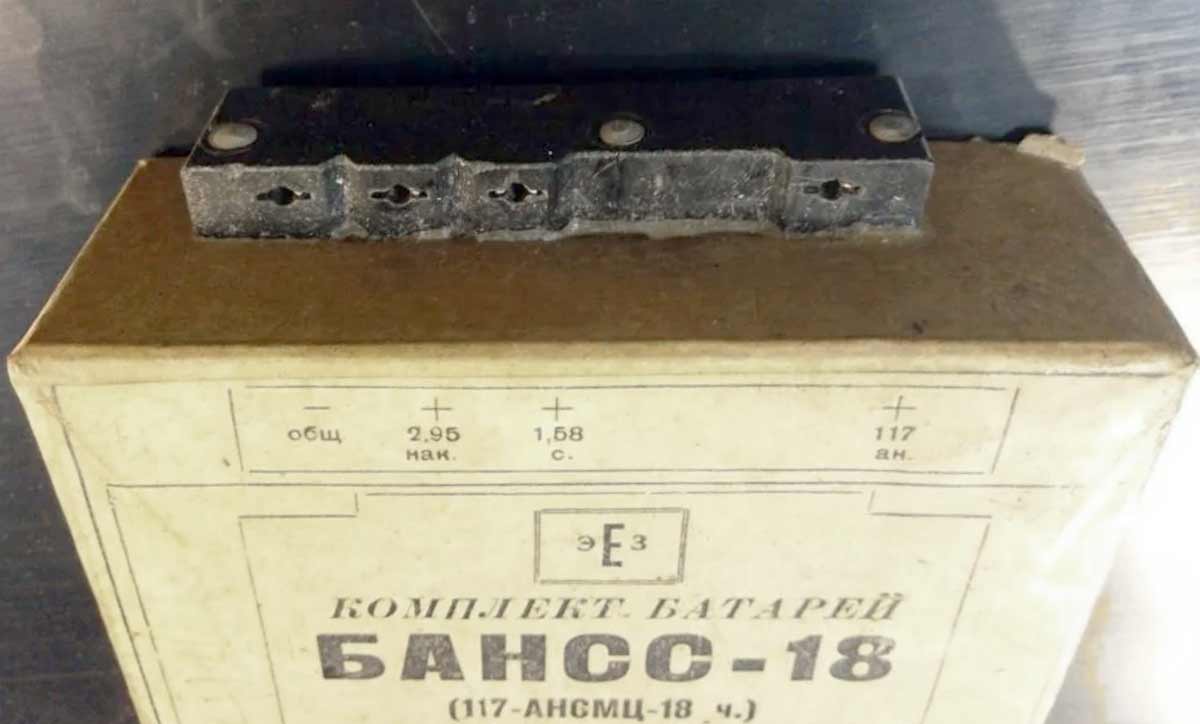 − + + +
общ 2,95 1,58 117
нак. с. ан.
эЕз
КОМПЛЕКТ БАТАРЕЙ
БАНСС-18
(117-АНСМЦ-18 ч.)